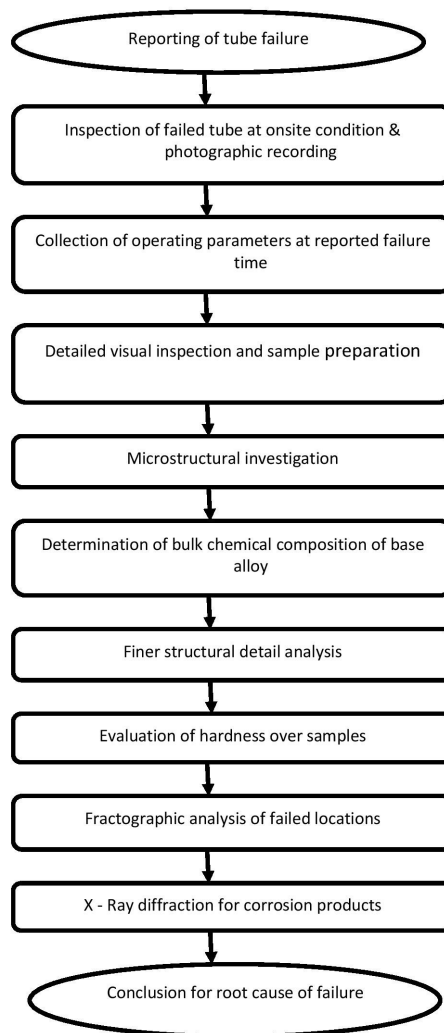 Reporting of tube failure
Inspection of failed tube at onsite condition &
photographic recording
Collection of operating parameters at reported failure
time
Detailed visual inspection and sample preparation
Microstructural investigation
Determination of bulk chemical composition of base
alloy
Finer structural detail analysis
Evaluation of hardness over samples
Fractographic analysis of failed locations
X - Ray diffraction for corrosion products
Conclusion for root cause of failure